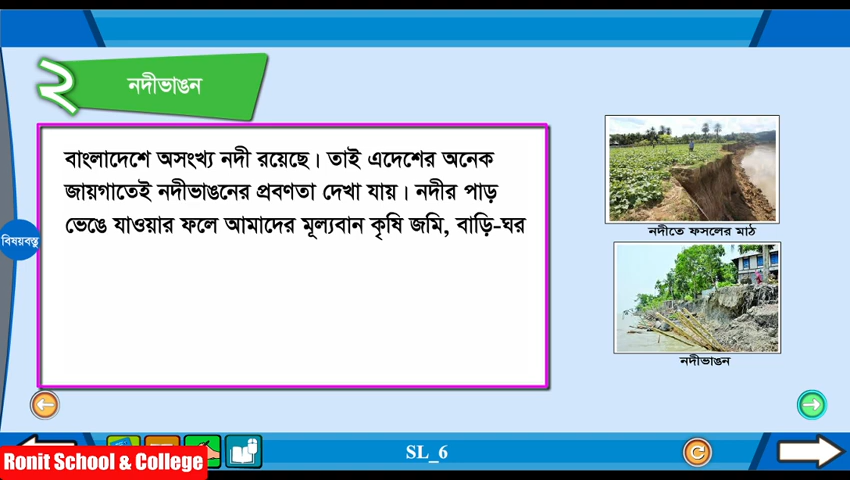 ২
নদীভাঙন
বাংলাদেশে অসংখ্য নদী রয়েছে। তাই এদেশের অনেক
জায়গাতেই নদীভাঙনের প্রবণতা দেখা যায়। নদীর পাড়
ভেঙে যাওয়ার ফলে আমাদের মূল্যবান কৃষি জমি, বাড়ি-ঘর
নদীতে ফসলের মাঠ
নদীভাঙন
বিষয়বস্তু
SL_6
Ronit School & College